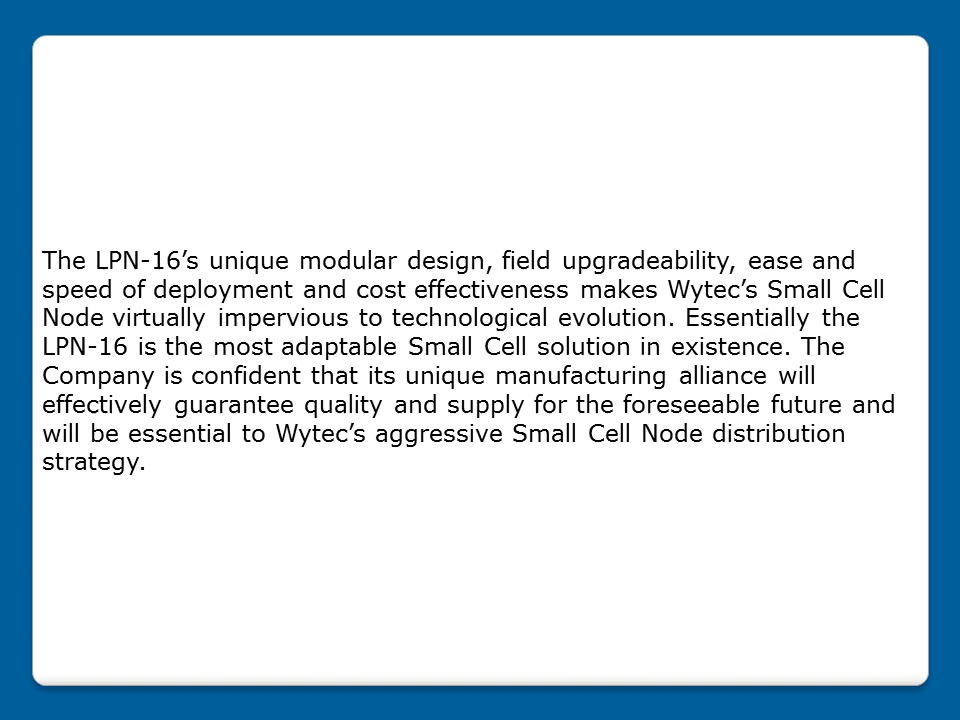 The LPN-16’s unique modular design, field upgradeability, ease and
speed of deployment and cost effectiveness makes Wytec’s Small Cell
Node virtually impervious to technological evolution. Essentially the
LPN-16 is the most adaptable Small Cell solution in existence. The
Company is confident that its unique manufacturing alliance will
effectively guarantee quality and supply for the foreseeable future and
will be essential to Wytec’s aggressive Small Cell Node distribution
strategy.